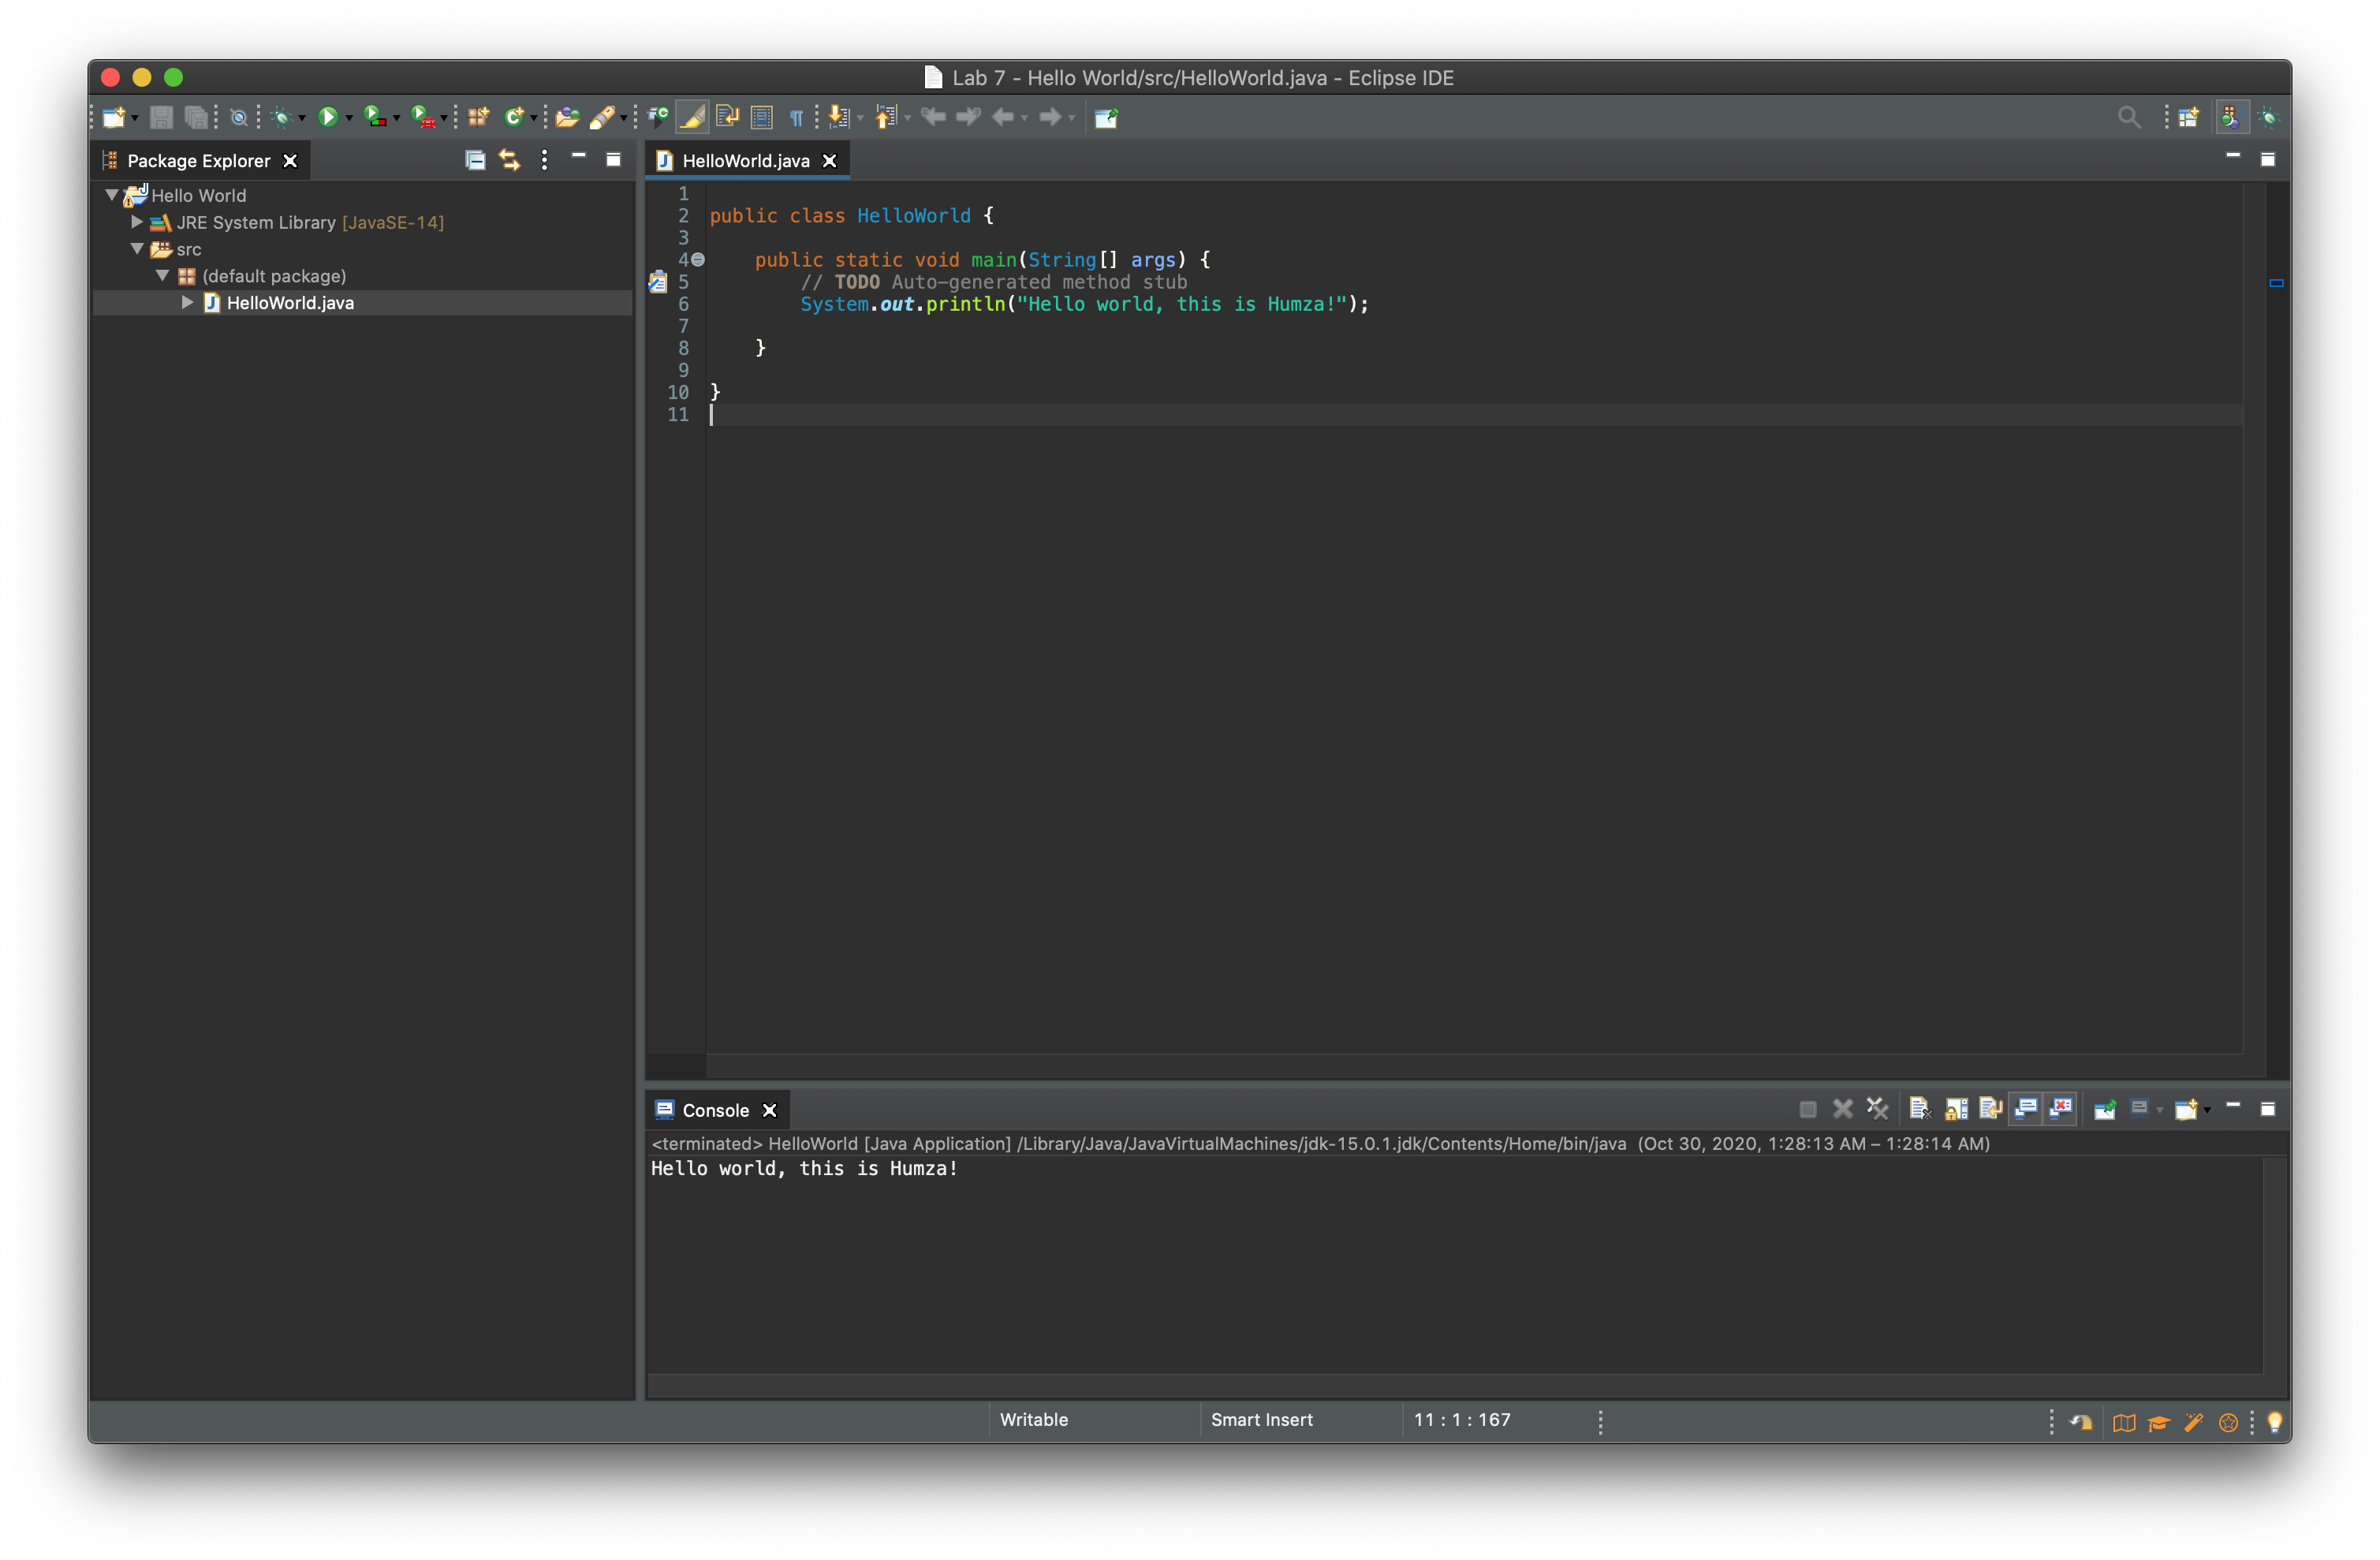 Lab 7 - Hello World/src/HelloWorld.java - Eclipse IDE
Package Explorer
Hello World
JRE System Library [JavaSE-14]
src
(default package)
HelloWorld.java
HelloWorld.java
1
2 public class HelloWorld {
3
4 public static void main(String[] args) {
5 // TODO Auto-generated method stub
6 System.out.println("Hello world, this is Humza!");
7
8 }
9
10 }
11
Console
<terminated> HelloWorld [Java Application] /Library/Java/JavaVirtualMachines/jdk-15.0.1.jdk/Contents/Home/bin/java (Oct 30, 2020, 1:28:13 AM – 1:28:14 AM)
Hello world, this is Humza!
Writable Smart Insert 11 : 1 : 167